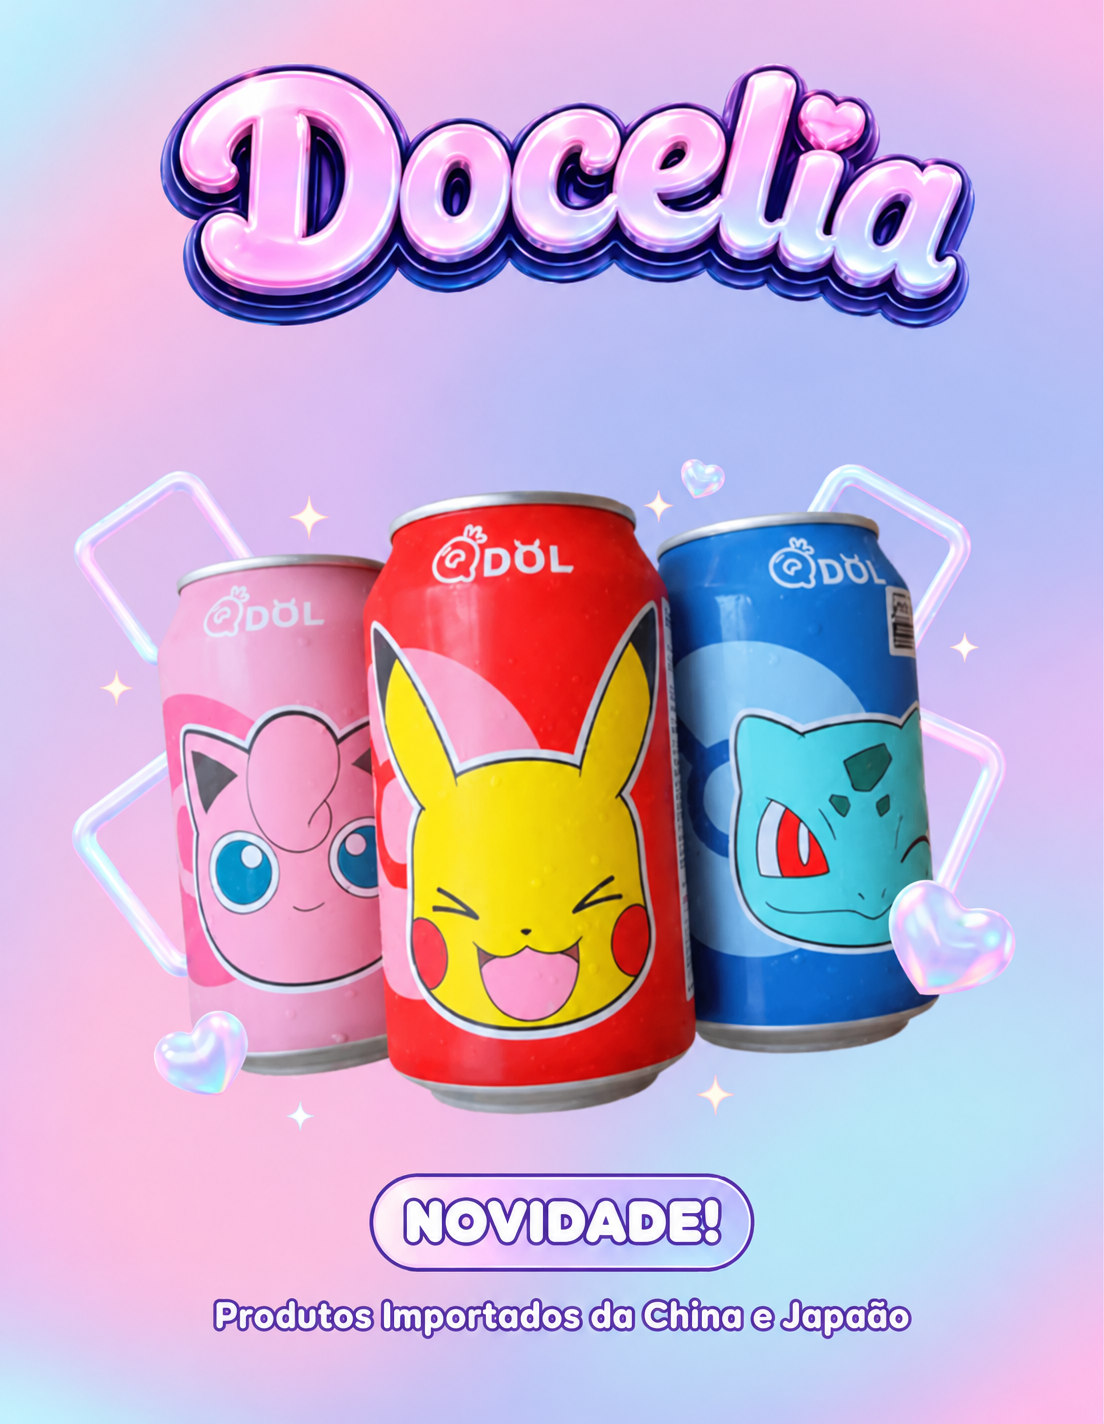 Docelia
QDOL
QDOL
QDOL
NOVIDADE!
Produtos Importados da China e Japaão